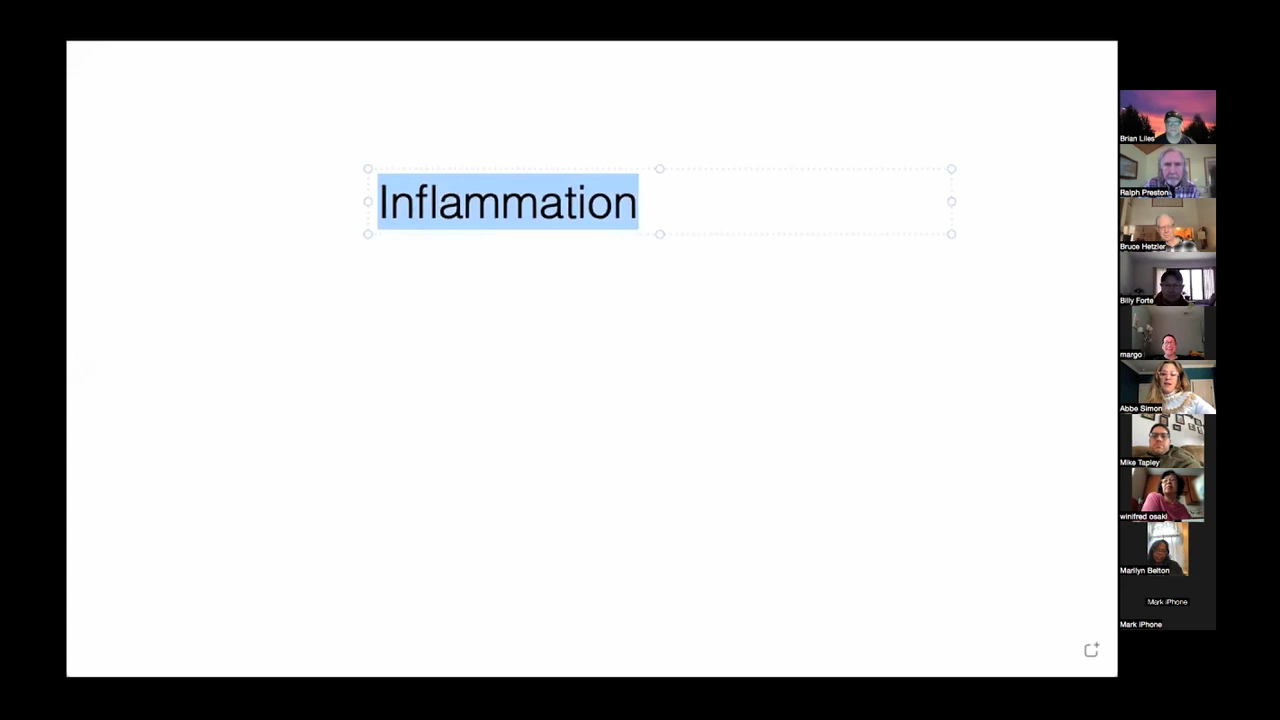 Inflammation
Brian Liles
Ralph Preston
Bruce Hetzler
Billy Forte
margo
Abbe Simon
Mike Tapley
winifred osaki
Marilyn Belton
Mark iPhone
Mark iPhone